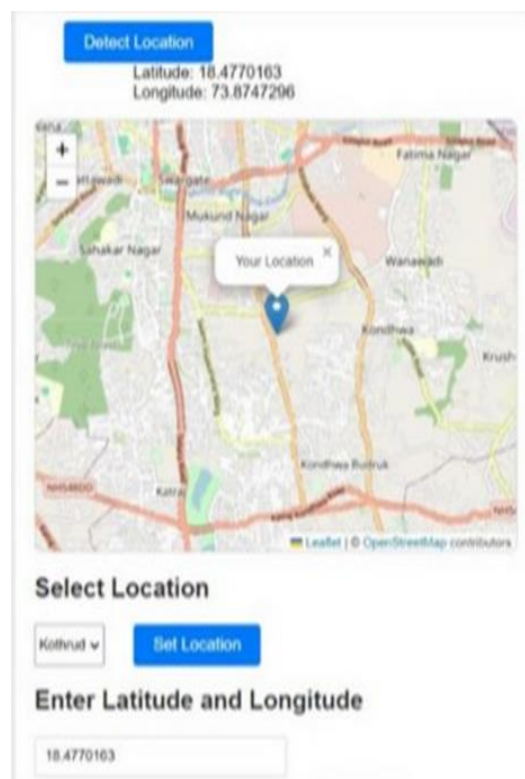 Detect Location
Latitude: 18.4770163
Longitude: 73.8747296
+
Fatima Nagar
−
Swargate
Mukund Nagar
Sahakar Nagar
Your Location ×
Wanawadi
Kondhwa
Krush
Kondhwa Budruk
Katraj
Leaflet | © OpenStreetMap contributors
Select Location
Kothrud
Set Location
Enter Latitude and Longitude
18.4770163